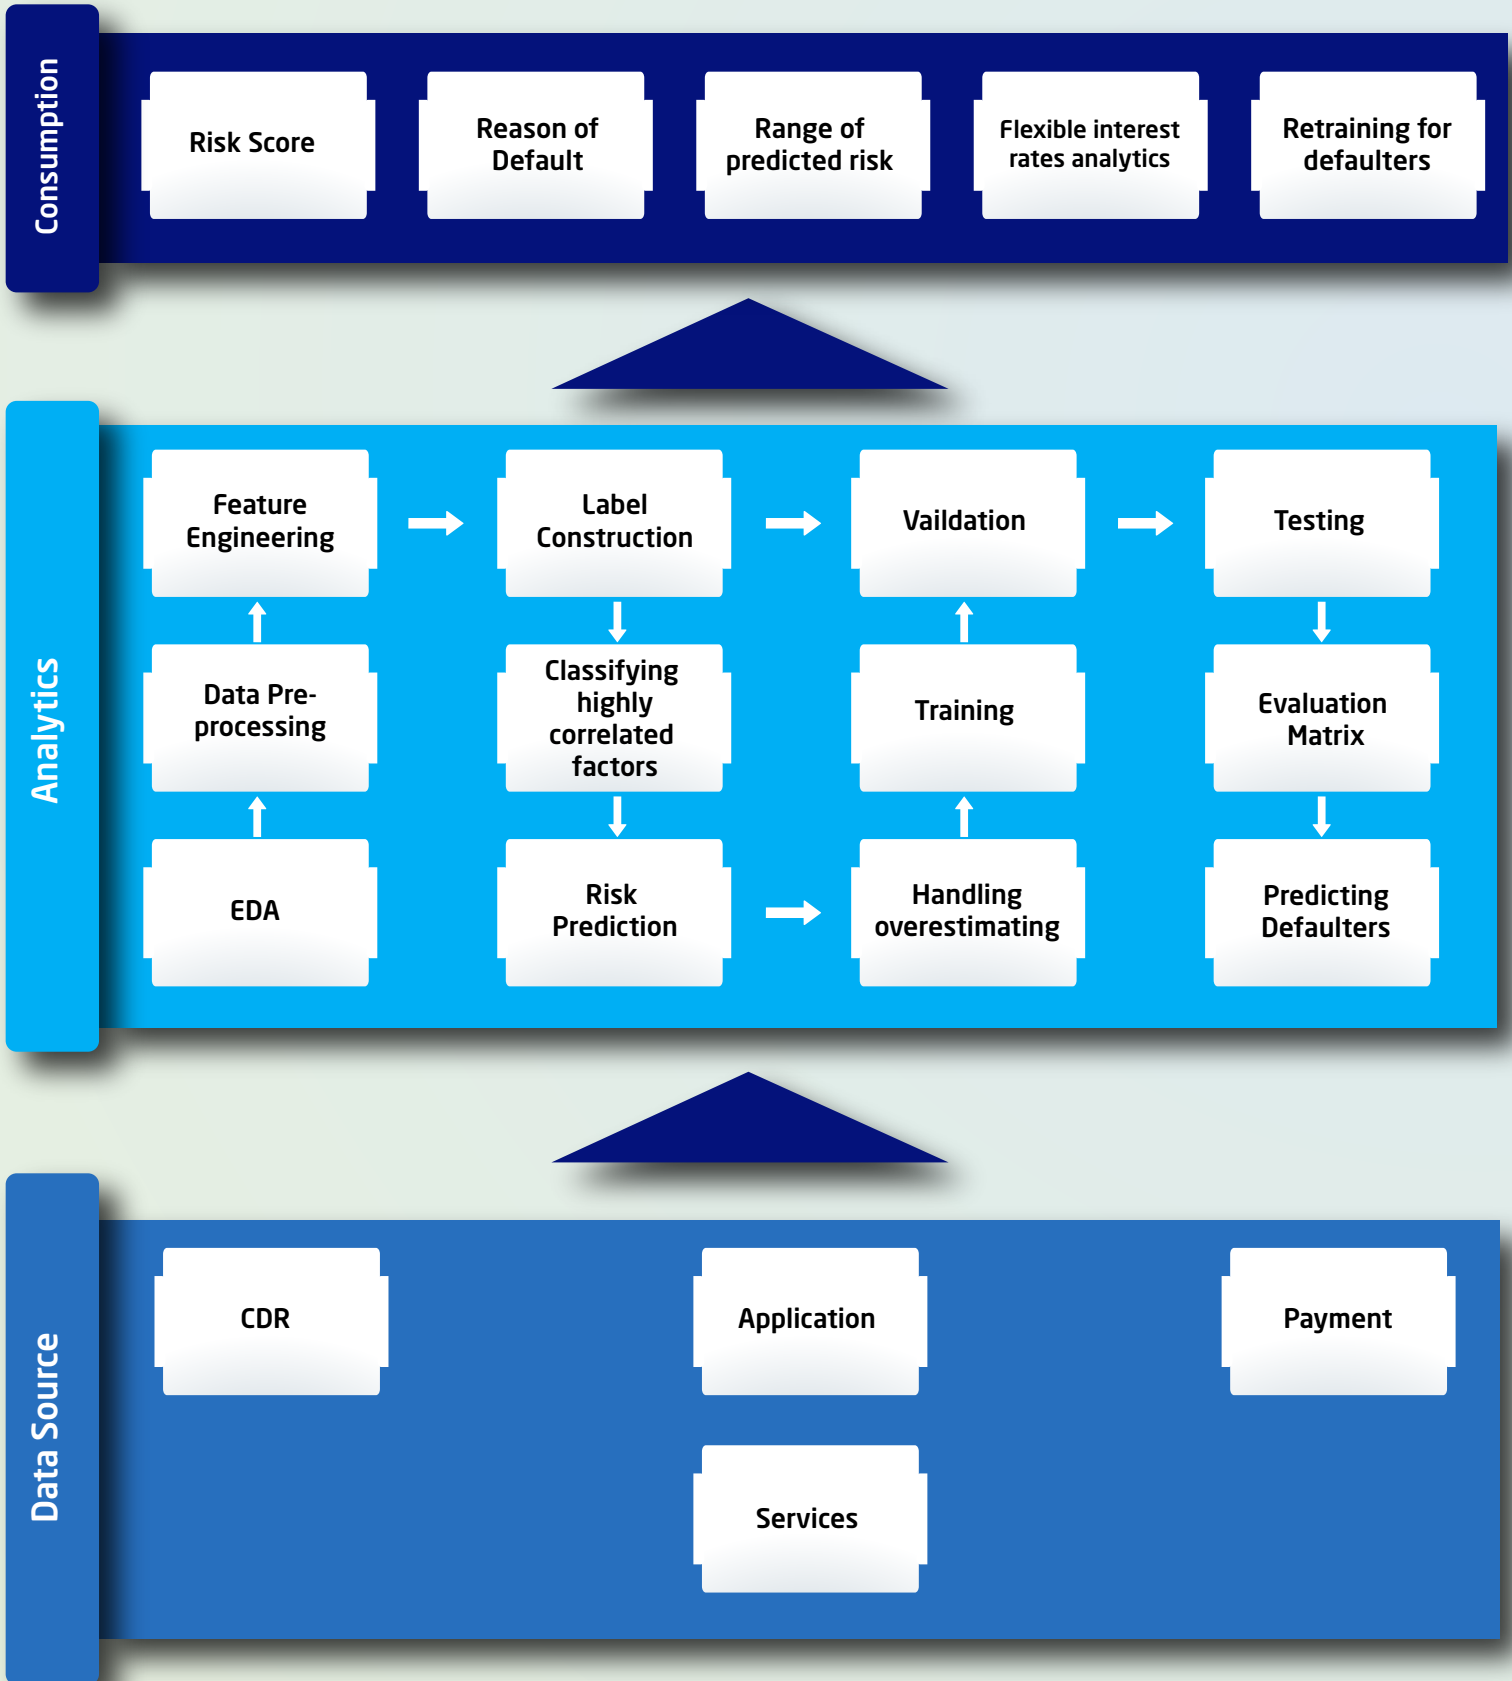 Consumption
Risk Score
Reason of
Default
Range of
predicted risk
Flexible interest
rates analytics
Retraining for
defaulters
Analytics
Feature
Engineering
Label
Construction
Vaildation
Testing
Data Pre-
processing
Classifying
highly
correlated
factors
Training
Evaluation
Matrix
EDA
Risk
Prediction
Handling
overestimating
Predicting
Defaulters
Data Source
CDR
Application
Payment
Services